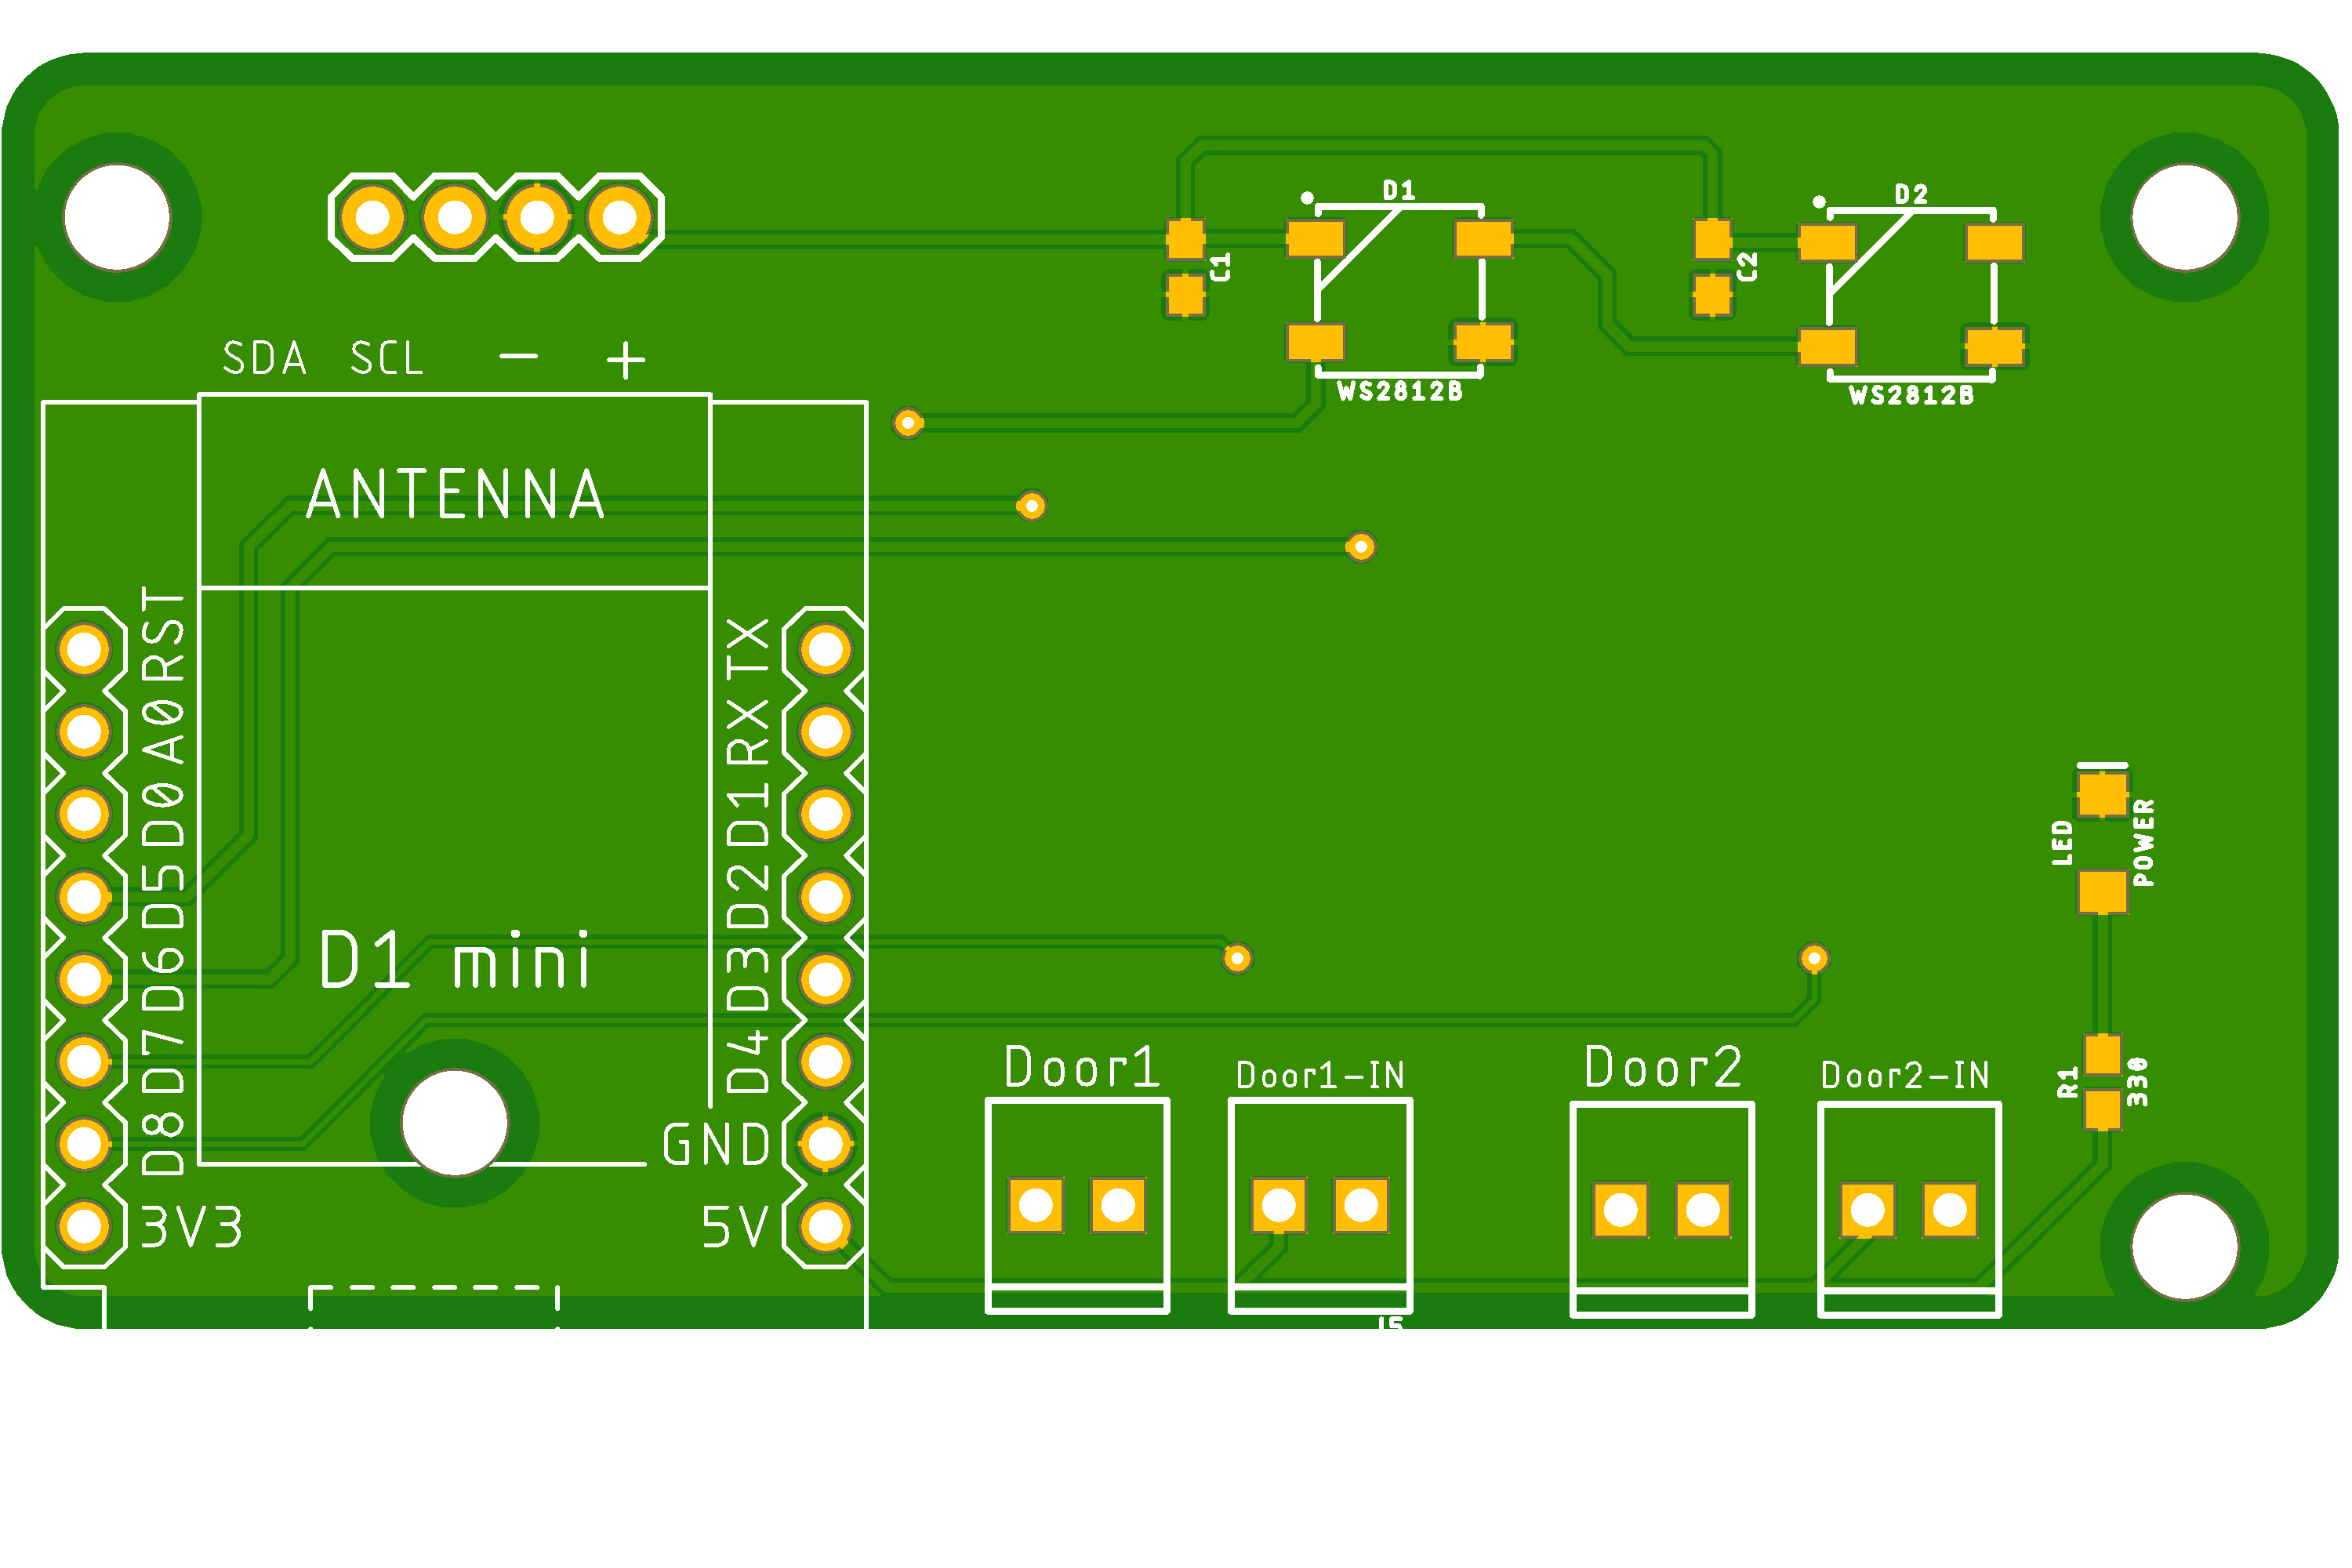 D1
D2
C1
C2
SDA SCL − +
WS2812B
WS2812B
ANTENNA
RST
A0
D0
D5
D6
D7
D8
3V3
TX
RX
D1
D2
D3
D4
GND
5V
D1 mini
LED
POWER
Door1
Door1-IN
Door2
Door2-IN
R1
330